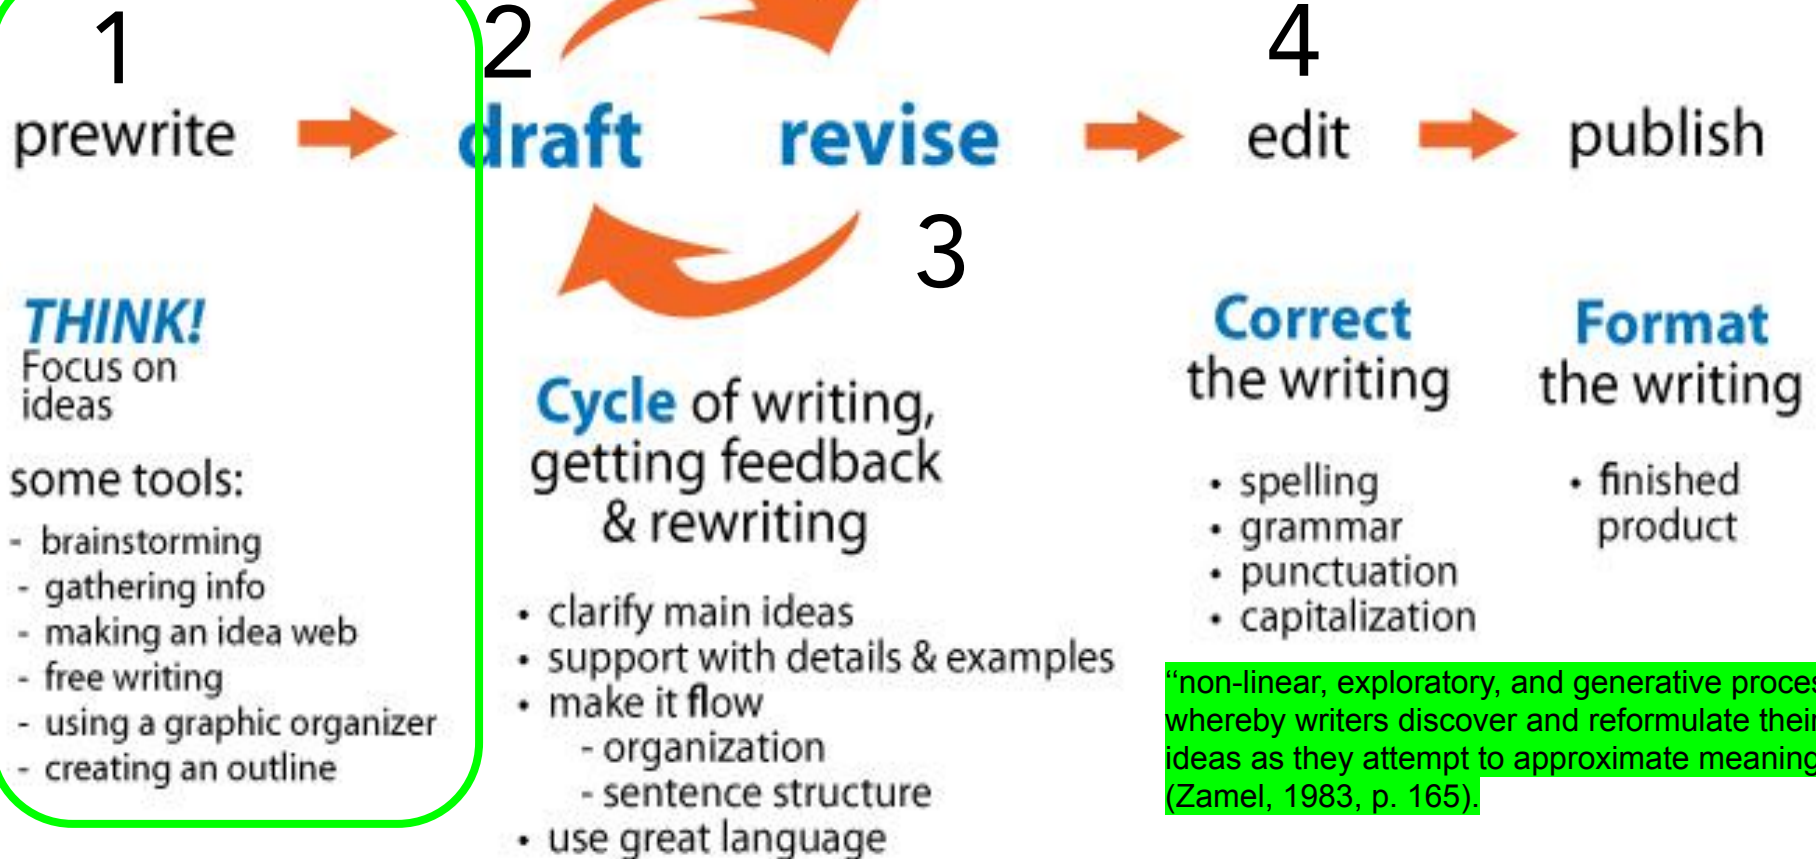 1
2
4
prewrite
draft
revise
edit
publish
3
THINK!
Focus on
ideas
some tools:
- brainstorming
- gathering info
- making an idea web
- free writing
- using a graphic organizer
- creating an outline
Cycle of writing,
getting feedback
& rewriting
• clarify main ideas
• support with details & examples
• make it flow
- organization
- sentence structure
• use great language
Correct
the writing
• spelling
• grammar
• punctuation
• capitalization
Format
the writing
• finished
product
“non-linear, exploratory, and generative proces
whereby writers discover and reformulate their
ideas as they attempt to approximate meaning
(Zamel, 1983, p. 165).